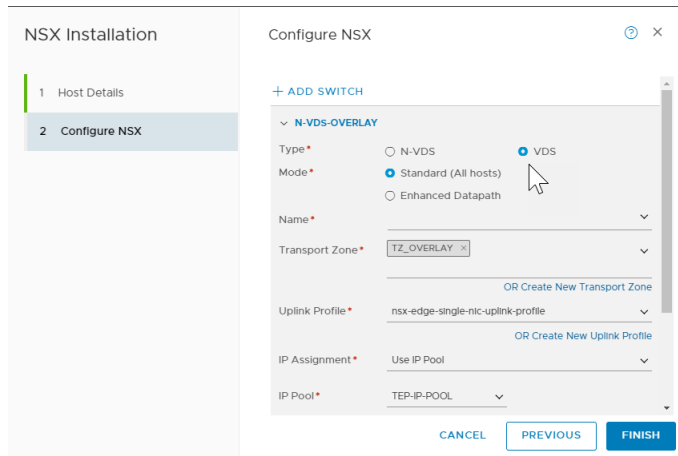 NSX Installation
Configure NSX
1 Host Details
2 Configure NSX
+ ADD SWITCH
N-VDS-OVERLAY
Type* N-VDS VDS
Mode* Standard (All hosts)
Enhanced Datapath
Name*
Transport Zone* TZ_OVERLAY ×
OR Create New Transport Zone
Uplink Profile* nsx-edge-single-nic-uplink-profile
OR Create New Uplink Profile
IP Assignment* Use IP Pool
IP Pool* TEP-IP-POOL
CANCEL PREVIOUS FINISH